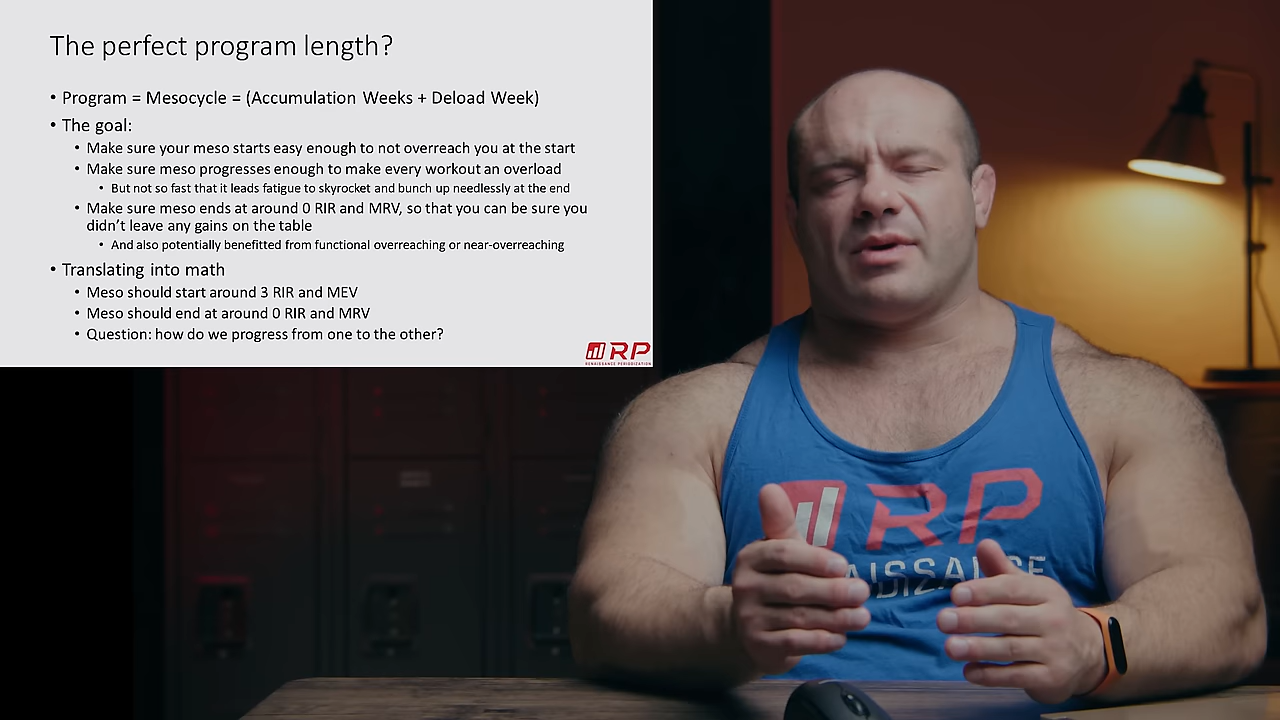 The perfect program length?
• Program = Mesocycle = (Accumulation Weeks + Deload Week)
• The goal:
• Make sure your meso starts easy enough to not overreach you at the start
• Make sure meso progresses enough to make every workout an overload
• But not so fast that it leads fatigue to skyrocket and bunch up needlessly at the end
• Make sure meso ends at around 0 RIR and MRV, so that you can be sure you
didn't leave any gains on the table
• And also potentially benefitted from functional overreaching or near-overreaching
• Translating into math
• Meso should start around 3 RIR and MEV
• Meso should end at around 0 RIR and MRV
• Question: how do we progress from one to the other?
RP
RENAISSANCE PERIODIZATION
RP